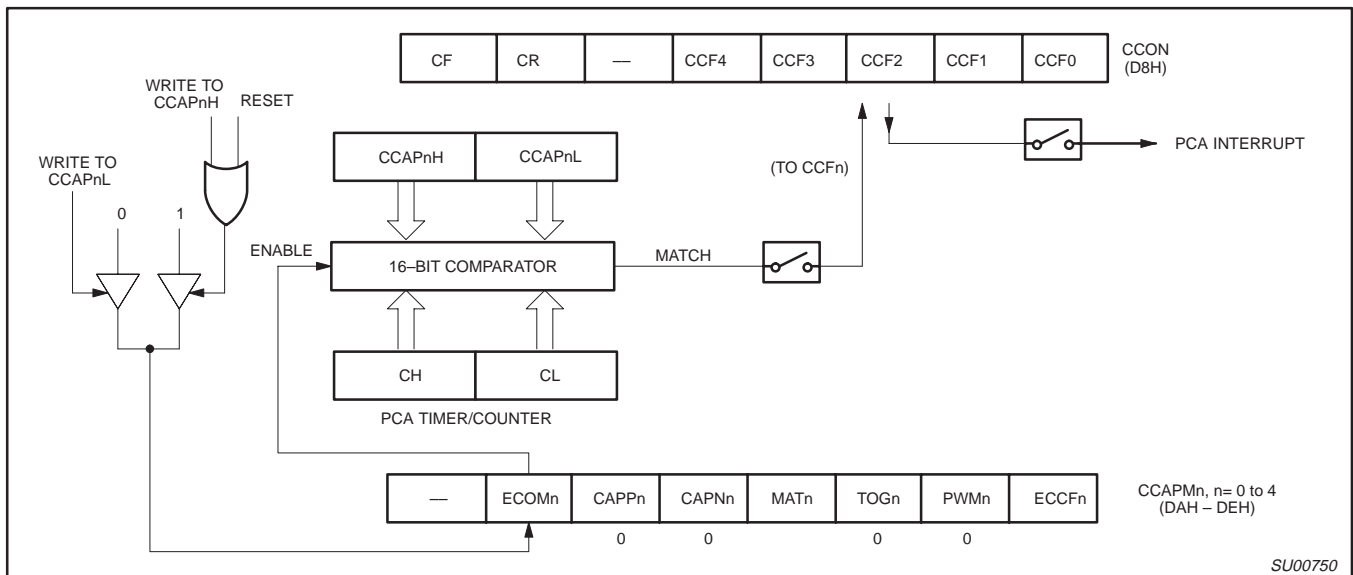 CF CR — CCF4 CCF3 CCF2 CCF1 CCF0
CCON
(D8H)
WRITE TO
CCAPnH RESET
WRITE TO
CCAPnL
0 1
CCAPnH CCAPnL
(TO CCFn)
PCA INTERRUPT
ENABLE
16–BIT COMPARATOR
MATCH
CH CL
PCA TIMER/COUNTER
— ECOMn CAPPn CAPNn MATn TOGn PWMn ECCFn
CCAPMn, n= 0 to 4
(DAH – DEH)
0 0 0 0
SU00750